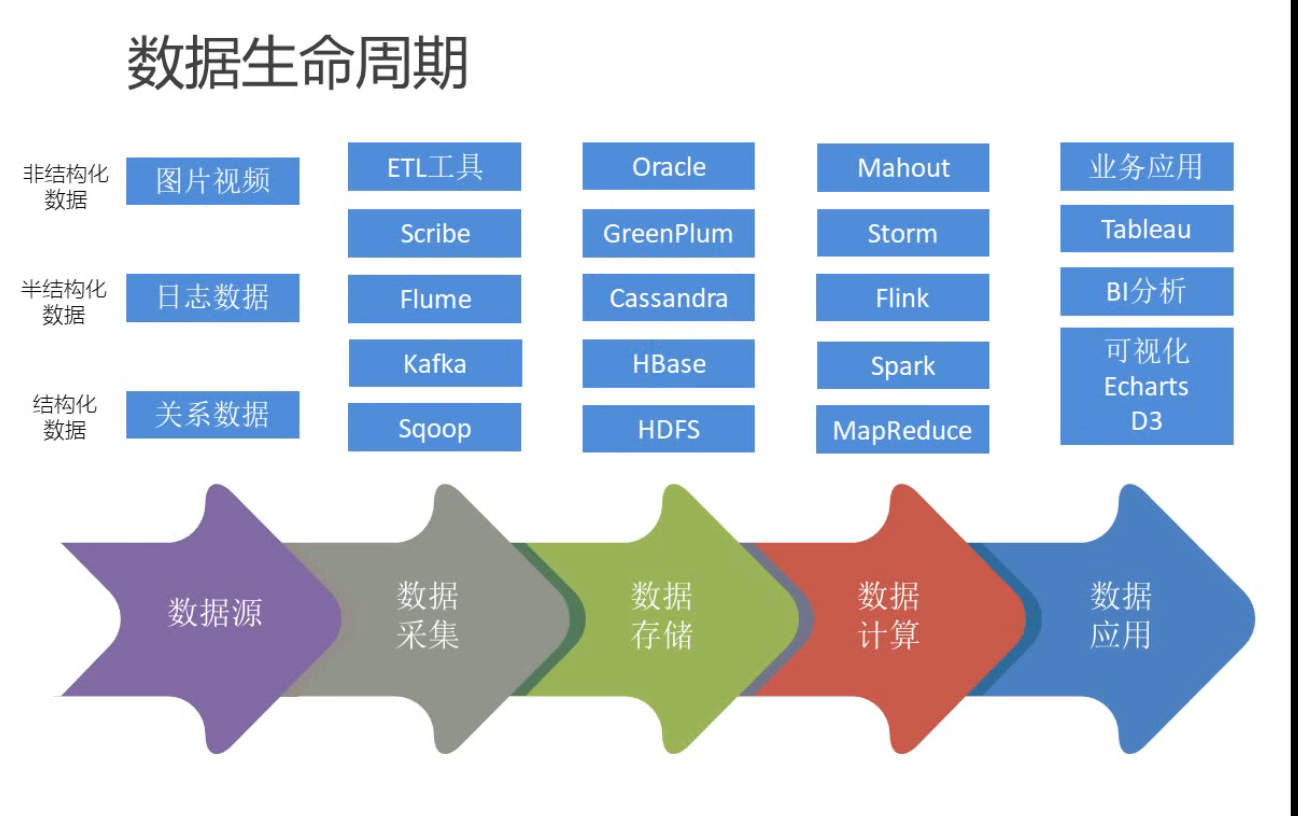 数据生命周期
非结构化
数据
图片视频
半结构化
数据
日志数据
结构化
数据
关系数据
ETL工具
Scribe
Flume
Kafka
Sqoop
Oracle
GreenPlum
Cassandra
HBase
HDFS
Mahout
Storm
Flink
Spark
MapReduce
业务应用
Tableau
BI分析
可视化
Echarts
D3
数据源
数据
采集
数据
存储
数据
计算
数据
应用